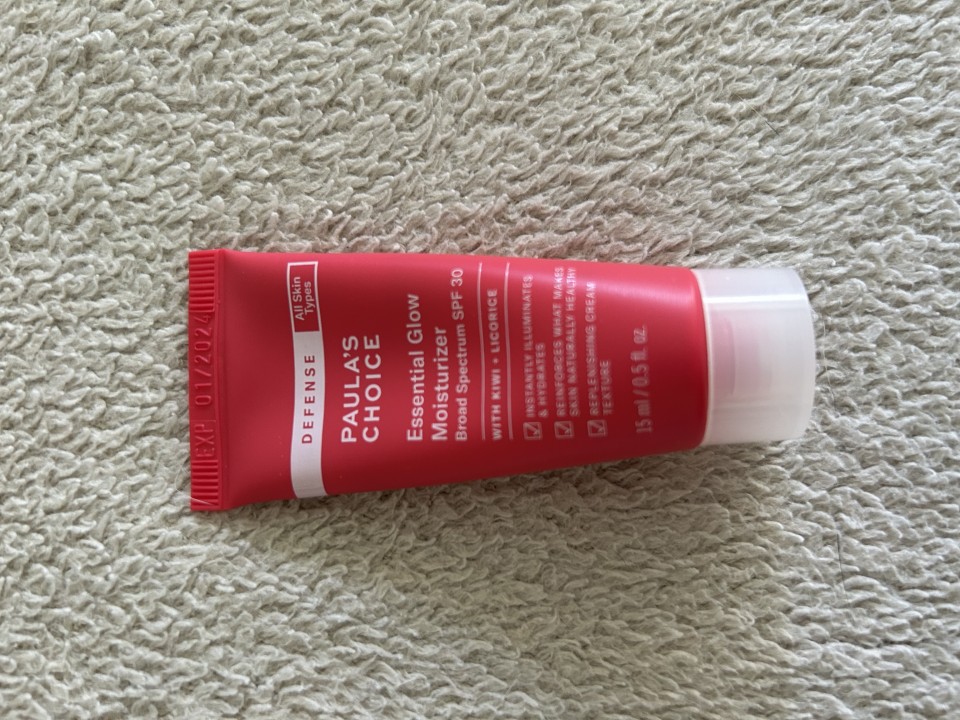 EXP 01/2024
DEFENSE
All Skin
Types
PAULA'S
CHOICE
Essential Glow
Moisturizer
Broad Spectrum SPF 30
WITH KIWI + LICORICE
INSTANTLY ILLUMINATES
& HYDRATES
REINFORCES WHAT MAKES
SKIN NATURALLY HEALTHY
REPLENISHING CREAM
TEXTURE
15 ml / 0.5 fl. oz.